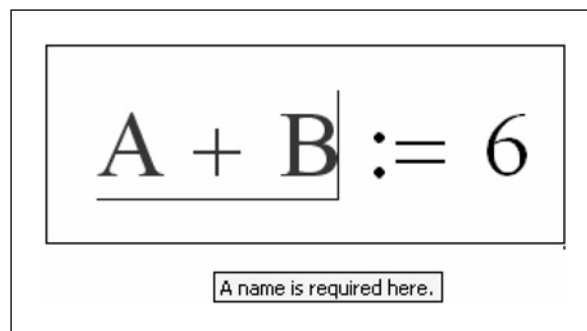 A + B := 6
A name is required here.